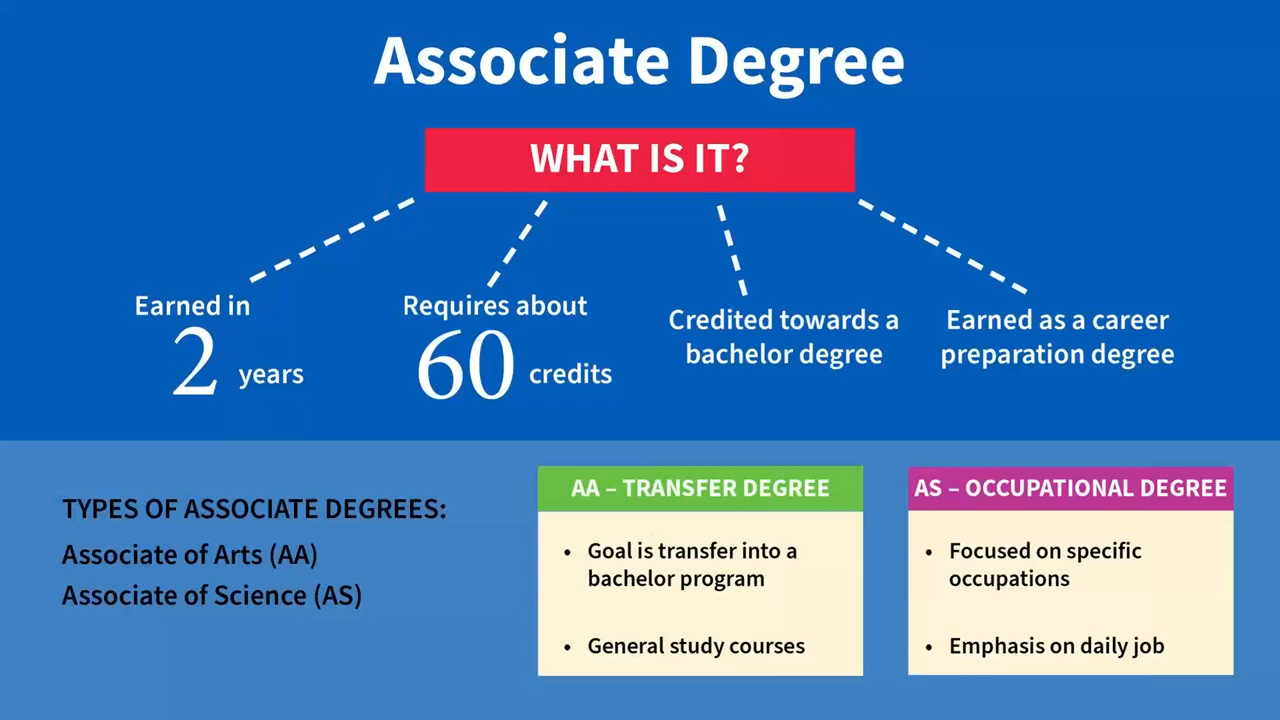 Associate Degree
WHAT IS IT?
Earned in
2 years
Requires about
60 credits
Credited towards a
bachelor degree
Earned as a career
preparation degree
TYPES OF ASSOCIATE DEGREES:
Associate of Arts (AA)
Associate of Science (AS)
AA – TRANSFER DEGREE
• Goal is transfer into a
bachelor program
• General study courses
AS – OCCUPATIONAL DEGREE
• Focused on specific
occupations
• Emphasis on daily job